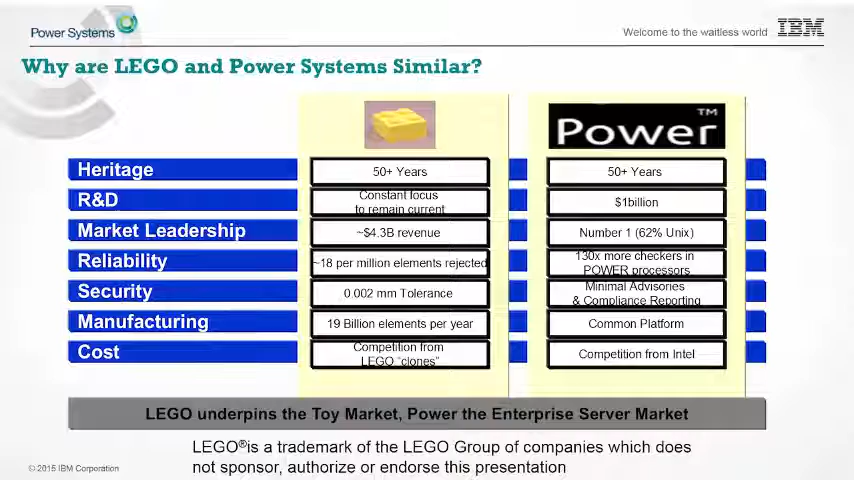 Power Systems
Welcome to the waitless world IBM
Why are LEGO and Power Systems Similar?
Power™
Heritage 50+ Years 50+ Years
R&D Constant focus
to remain current $1billion
Market Leadership ~$4.3B revenue Number 1 (62% Unix)
Reliability ~18 per million elements rejected 130x more checkers in
POWER processors
Security 0.002 mm Tolerance Minimal Advisories
& Compliance Reporting
Manufacturing 19 Billion elements per year Common Platform
Cost Competition from
LEGO “clones” Competition from Intel
LEGO underpins the Toy Market, Power the Enterprise Server Market
LEGO®is a trademark of the LEGO Group of companies which does
not sponsor, authorize or endorse this presentation
© 2015 IBM Corporation